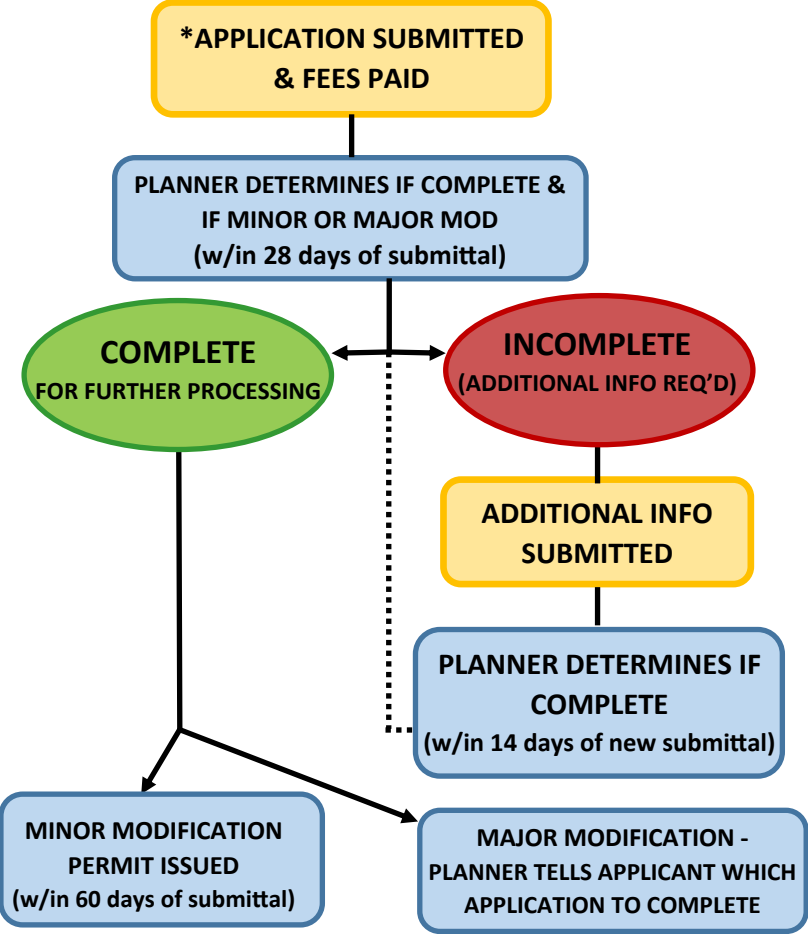 *APPLICATION SUBMITTED
& FEES PAID
PLANNER DETERMINES IF COMPLETE &
IF MINOR OR MAJOR MOD
(w/in 28 days of submittal)
COMPLETE
FOR FURTHER PROCESSING
INCOMPLETE
(ADDITIONAL INFO REQ’D)
ADDITIONAL INFO
SUBMITTED
PLANNER DETERMINES IF
COMPLETE
(w/in 14 days of new submittal)
MINOR MODIFICATION
PERMIT ISSUED
(w/in 60 days of submittal)
MAJOR MODIFICATION -
PLANNER TELLS APPLICANT WHICH
APPLICATION TO COMPLETE